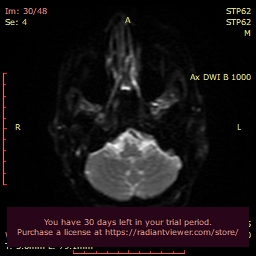 Im: 30/48
Se: 4
STP62
STP62
M
A
Ax DWI B 1000
R
L
You have 30 days left in your trial period.
Purchase a license at https://radiantviewer.com/store/